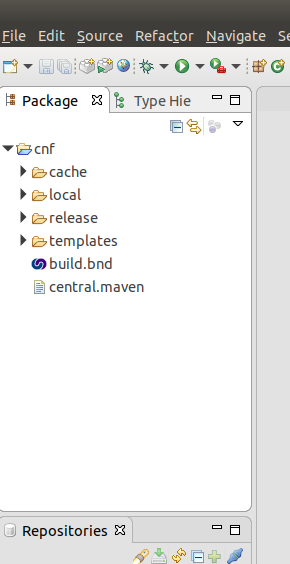 File Edit Source Refactor Navigate Se
Package Type Hie
cnf
cache
local
release
templates
build.bnd
central.maven
Repositories